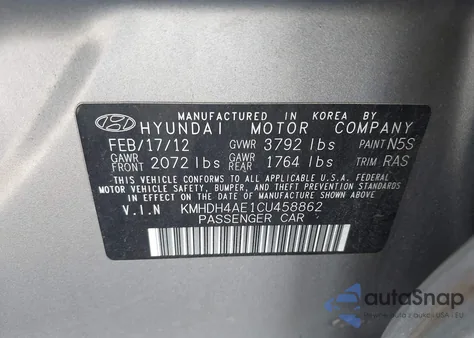 MANUFACTURED IN KOREA BY
HYUNDAI MOTOR COMPANY
FEB/17/12 GVWR 3792 lbs PAINT N5S
GAWR FRONT 2072 lbs GAWR REAR 1764 lbs TRIM RAS
THIS VEHICLE CONFORMS TO ALL APPLICABLE U.S.A. FEDERAL
MOTOR VEHICLE SAFETY, BUMPER, AND THEFT PREVENTION STANDARDS
IN EFFECT ON THE DATE OF MANUFACTURE SHOWN ABOVE.
V.I.N KMHDH4AE1CU458862
PASSENGER CAR
autoSnap